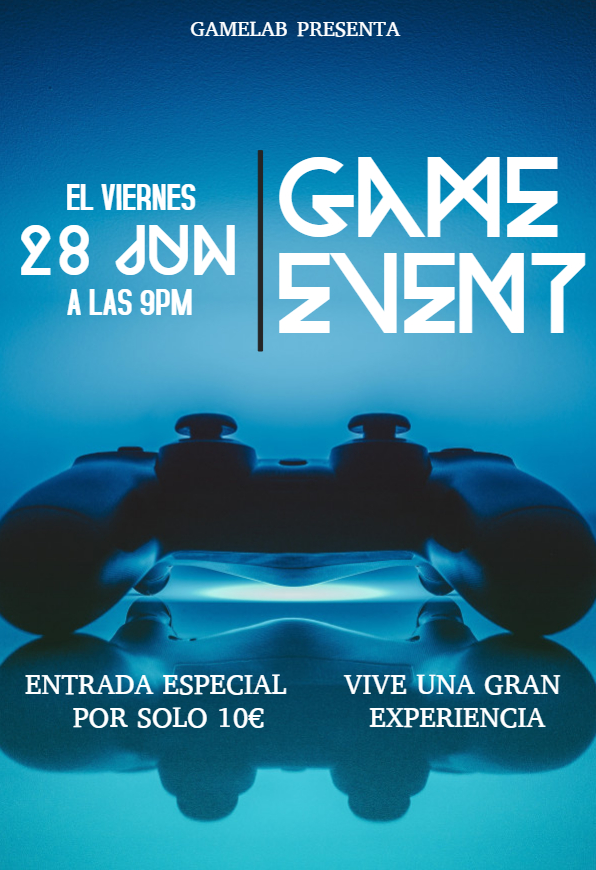 GAMELAB PRESENTA
EL VIERNES
28 JUN
A LAS 9PM
GAME
EVENT
ENTRADA ESPECIAL
POR SOLO 10€
VIVE UNA GRAN
EXPERIENCIA